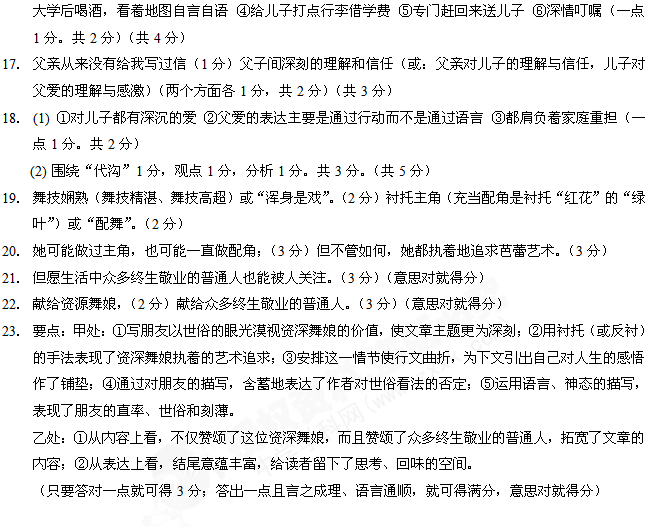 大学后喝酒，看着地图自言自语 ④给儿子打点行李借学费 ⑤专门赶回来送儿子 ⑥深情叮嘱（一点
1分。共2分）（共4分）
17． 父亲从来没有给我写过信（1分）父子间深刻的理解和信任（或：父亲对儿子的理解与信任，儿子对
父爱的理解与感激）（两个方面各1分，共2分）（共3分）
18． (1) ①对儿子都有深沉的爱 ②父爱的表达主要是通过行动而不是通过语言 ③都肩负着家庭重担（一
点1分。共2分）
(2) 围绕“代沟”1分，观点1分，分析1分。共3分。（共5分）
19． 舞技娴熟（舞技精湛、舞技高超）或“浑身是戏”。（2分）衬托主角（充当配角是衬托“红花”的“绿
叶”）或“配舞”。（2分）
20． 她可能做过主角，也可能一直做配角；（3分）但不管如何，她都执着地追求芭蕾艺术。（3分）
21． 但愿生活中众多终生敬业的普通人也能被人关注。（3分）（意思对就得分）
22． 献给资源舞娘，（2分）献给众多终生敬业的普通人。（3分）（意思对就得分）
23． 要点：甲处：①写朋友以世俗的眼光漠视资深舞娘的价值，使文章主题更为深刻；②用衬托（或反衬）
的手法表现了资深舞娘执着的艺术追求；③安排这一情节使行文曲折，为下文引出自己对人生的感悟
作了铺垫；④通过对朋友的描写，含蓄地表达了作者对世俗看法的否定；⑤运用语言、神态的描写，
表现了朋友的直率、世俗和刻薄。
乙处：①从内容上看，不仅赞颂了这位资深舞娘，而且赞颂了众多终生敬业的普通人，拓宽了文章的
内容；②从表达上看，结尾意蕴丰富，给读者留下了思考、回味的空间。
（只要答对一点就可得3分；答出一点且言之成理、语言通顺，就可得满分，意思对就得分）